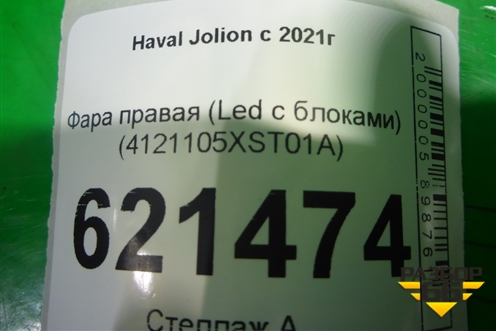 Haval Jolion с 2021г
Фара правая (Led с блоками)
(4121105XST01A)
621474
Стеллаж А